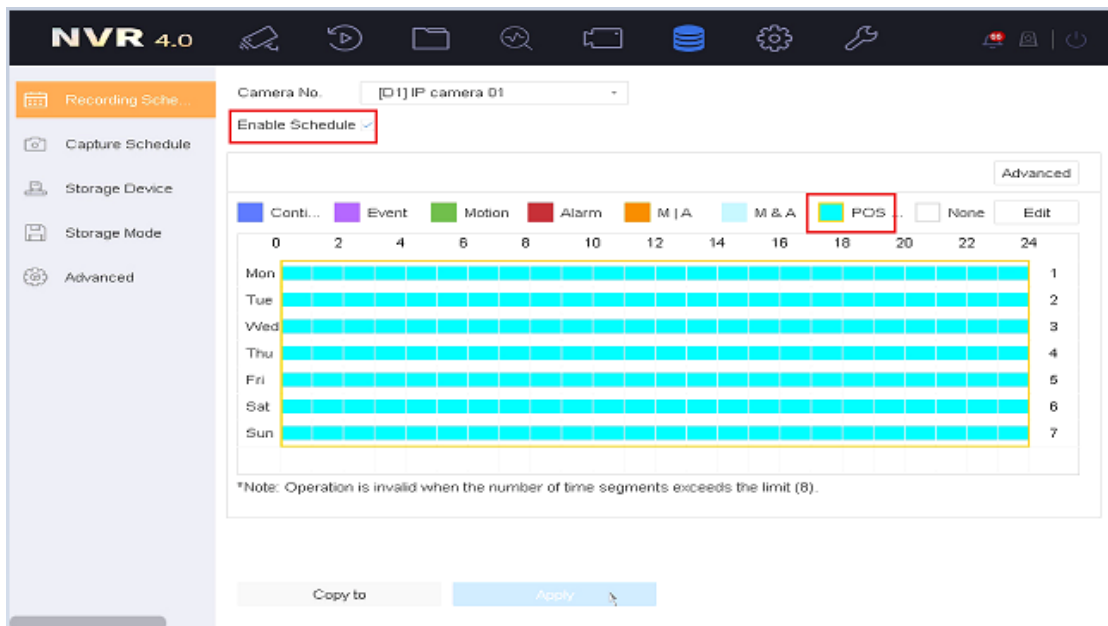 NVR 4.0
66
Recording Sche...
Capture Schedule
Storage Device
Storage Mode
Advanced
Camera No. [D1] IP camera 01
Enable Schedule
Advanced
Conti... Event Motion Alarm M | A M & A POS ... None Edit
0 2 4 6 8 10 12 14 16 18 20 22 24
Mon 1
Tue 2
Wed 3
Thu 4
Fri 5
Sat 6
Sun 7
*Note: Operation is invalid when the number of time segments exceeds the limit (8).
Copy to Apply